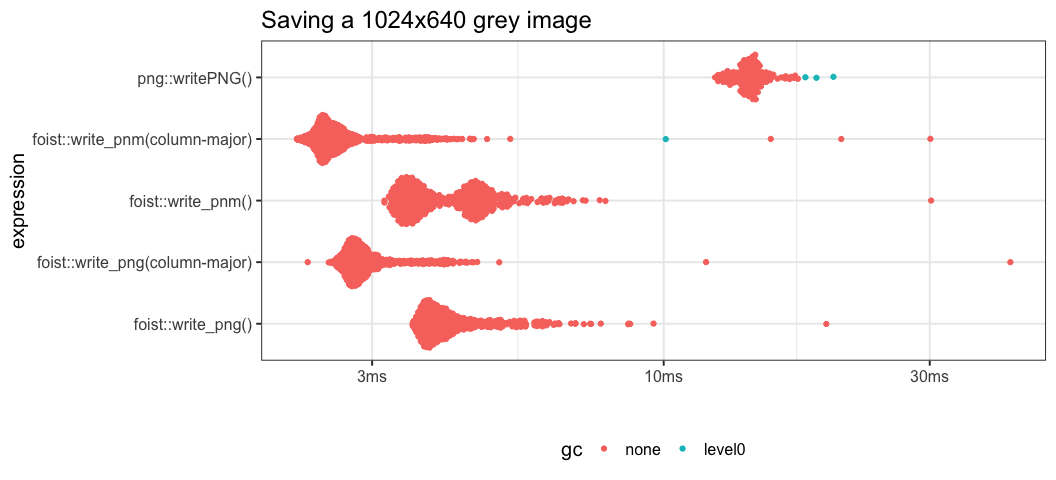 Saving a 1024x640 grey image
expression
png::writePNG()
foist::write_pnm(column-major)
foist::write_pnm()
foist::write_png(column-major)
foist::write_png()
3ms 10ms 30ms
gc none level0